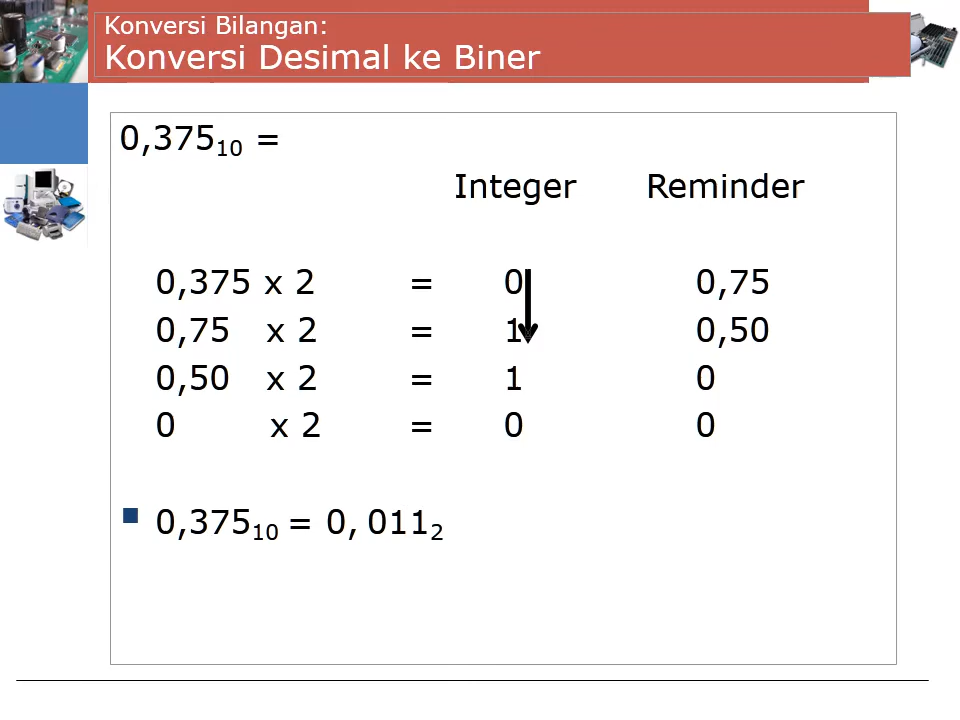 Konversi Bilangan:
Konversi Desimal ke Biner
0,375₁₀ =
Integer Reminder
0,375 x 2 = 0 0,75
0,75 x 2 = 1 0,50
0,50 x 2 = 1 0
0 x 2 = 0 0
0,375₁₀ = 0, 011₂